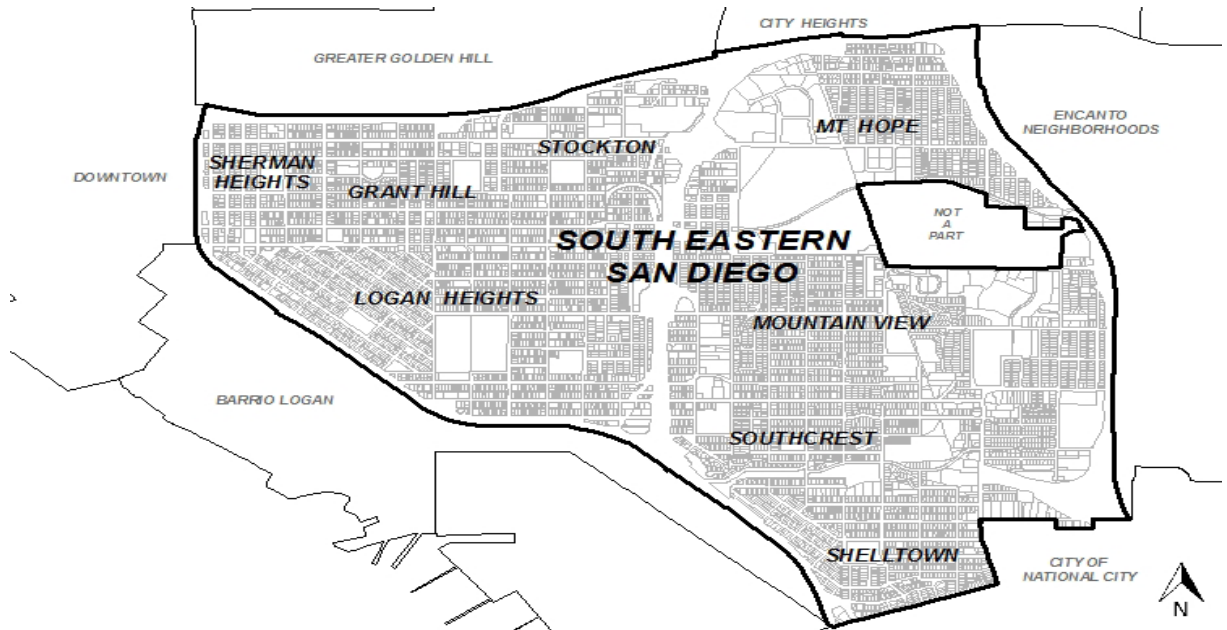 CITY HEIGHTS
GREATER GOLDEN HILL
ENCANTO
NEIGHBORHOODS
MT HOPE
STOCKTON
SHERMAN
HEIGHTS
DOWNTOWN
GRANT HILL
NOT
A
PART
SOUTH EASTERN
SAN DIEGO
LOGAN HEIGHTS
MOUNTAIN VIEW
BARRIO LOGAN
SOUTHCREST
SHELLTOWN
CITY OF
NATIONAL CITY
N